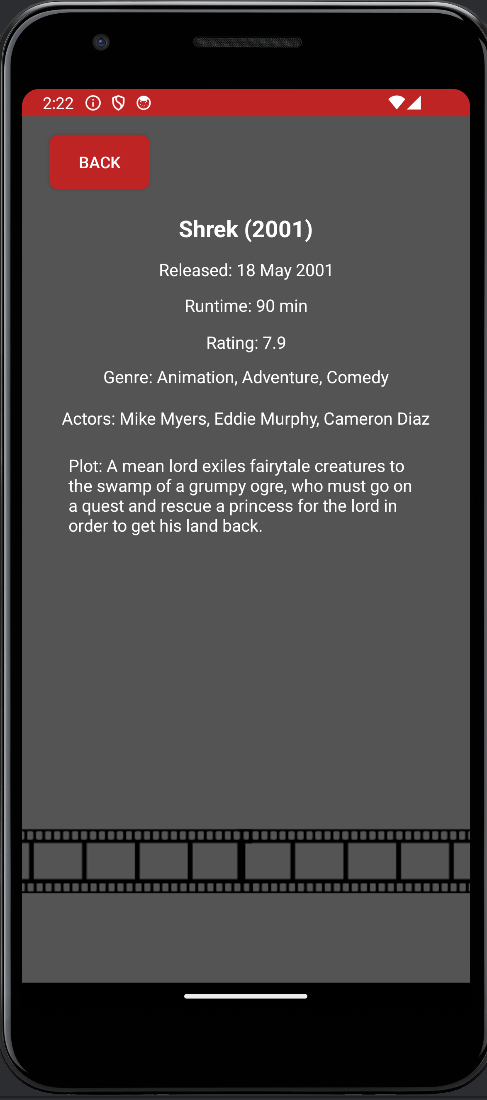 2:22
BACK
Shrek (2001)
Released: 18 May 2001
Runtime: 90 min
Rating: 7.9
Genre: Animation, Adventure, Comedy
Actors: Mike Myers, Eddie Murphy, Cameron Diaz
Plot: A mean lord exiles fairytale creatures to
the swamp of a grumpy ogre, who must go on
a quest and rescue a princess for the lord in
order to get his land back.